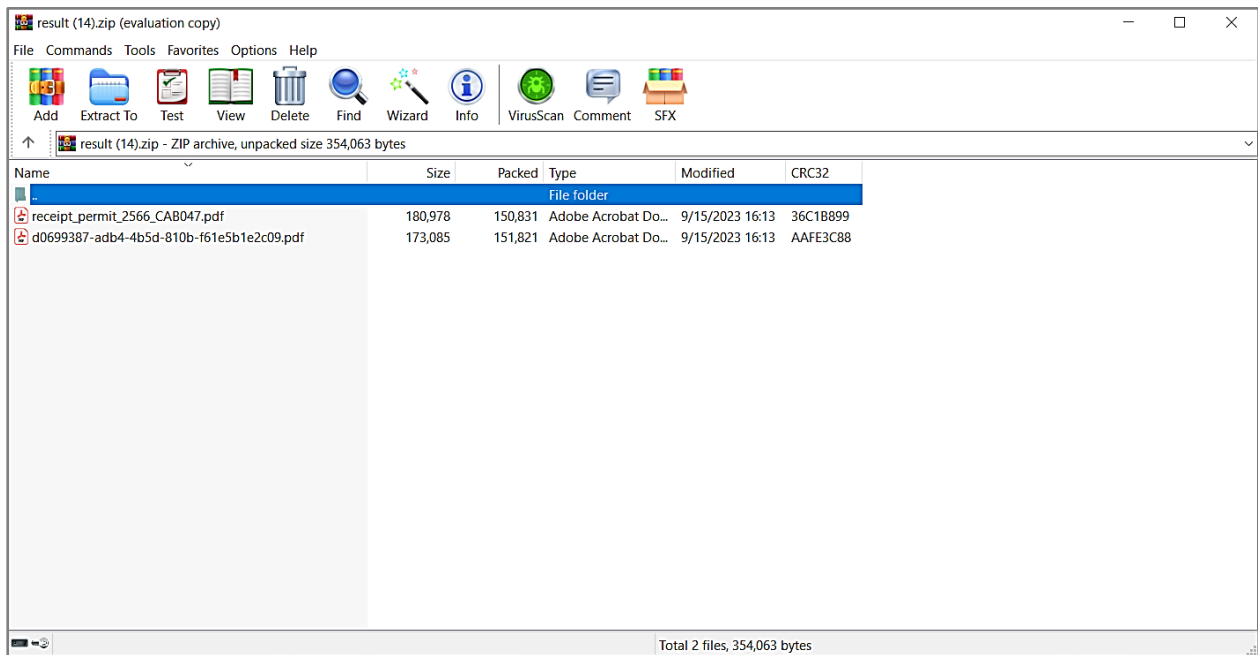 result (14).zip (evaluation copy)
File Commands Tools Favorites Options Help
Add Extract To Test View Delete Find Wizard Info VirusScan Comment SFX
result (14).zip - ZIP archive, unpacked size 354,063 bytes
Name Size Packed Type Modified CRC32
.. File folder
receipt_permit_2566_CAB047.pdf 180,978 150,831 Adobe Acrobat Do... 9/15/2023 16:13 36C1B899
d0699387-adb4-4b5d-810b-f61e5b1e2c09.pdf 173,085 151,821 Adobe Acrobat Do... 9/15/2023 16:13 AAFE3C88
Total 2 files, 354,063 bytes